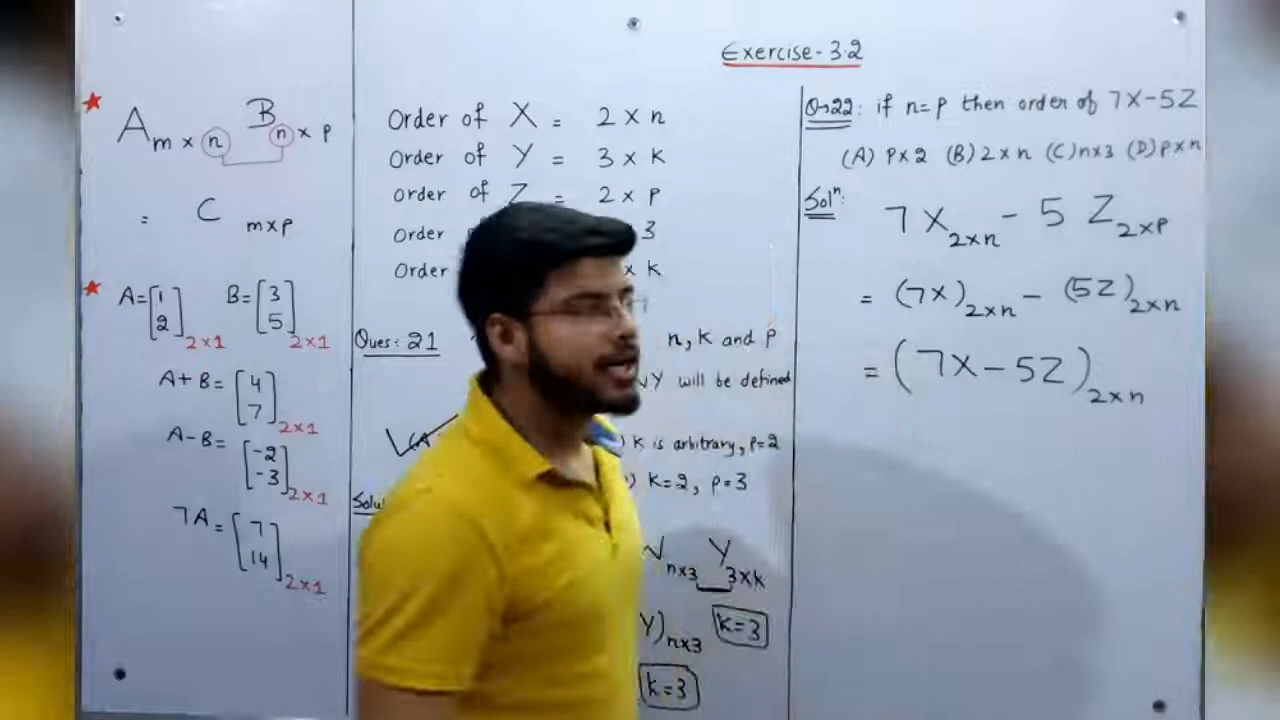 Exercise - 3.2
★ A m × n B n × p
= C m×p
★ A = [1 2] 2×1 B = [3 5] 2×1
A + B = [4 7] 2×1
A - B = [-2 -3] 2×1
7A = [7 14] 2×1
Order of X = 2 × n
Order of Y = 3 × k
Order of Z = 2 × p
Order 3
Order × k
Ques: 21 n, k and p
WY will be defined
k is arbitrary, p=2
) k=2, p=3
W n×3 Y 3×k
Y) n×3 k=3
k=3
Q→22: if n=p then order of 7X-5Z
(A) p×2 (B) 2×n (C) n×3 (D) p×n
Solⁿ:
7 X 2×n - 5 Z 2×p
= (7X) 2×n - (5Z) 2×n
= (7X - 5Z) 2×n